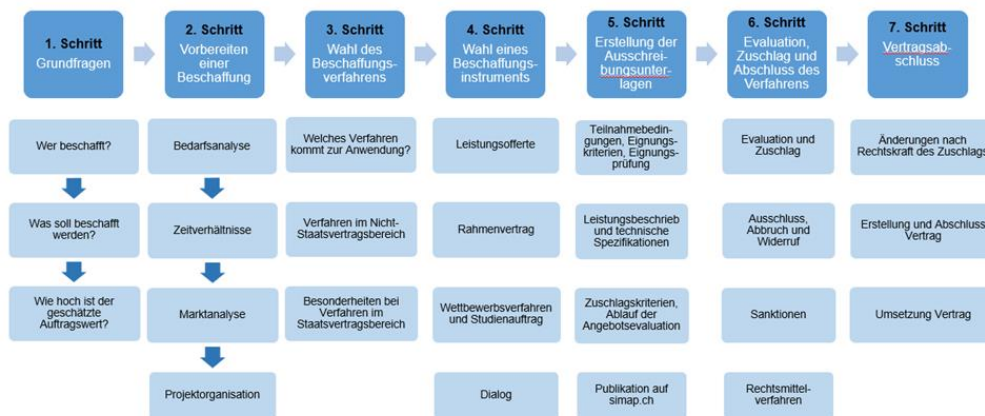 1. Schritt
Grundfragen
2. Schritt
Vorbereiten
einer
Beschaffung
3. Schritt
Wahl des
Beschaffungs-
verfahrens
4. Schritt
Wahl eines
Beschaffungs-
instruments
5. Schritt
Erstellung der
Ausschrei-
bungsunter-
lagen
6. Schritt
Evaluation,
Zuschlag und
Abschluss des
Verfahrens
7. Schritt
Vertragsab-
schluss
Wer beschafft?
Bedarfsanalyse
Welches Verfahren
kommt zur Anwendung?
Leistungsofferte
Teilnahmebedin-
gungen, Eignungs-
kriterien, Eignungs-
prüfung
Evaluation und
Zuschlag
Änderungen nach
Rechtskraft des Zuschlags
Was soll beschafft
werden?
Zeitverhältnisse
Verfahren im Nicht-
Staatsvertragsbereich
Rahmenvertrag
Leistungsbeschrieb
und technische
Spezifikationen
Ausschluss,
Abbruch und
Widerruf
Erstellung und Abschluss
Vertrag
Wie hoch ist der
geschätzte
Auftragswert?
Marktanalyse
Besonderheiten bei
Verfahren im
Staatsvertragsbereich
Wettbewerbsverfahren
und Studienauftrag
Zuschlagskriterien,
Ablauf der
Angebotsevaluation
Sanktionen
Umsetzung Vertrag
Projektorganisation
Dialog
Publikation auf
simap.ch
Rechtsmittel-
verfahren